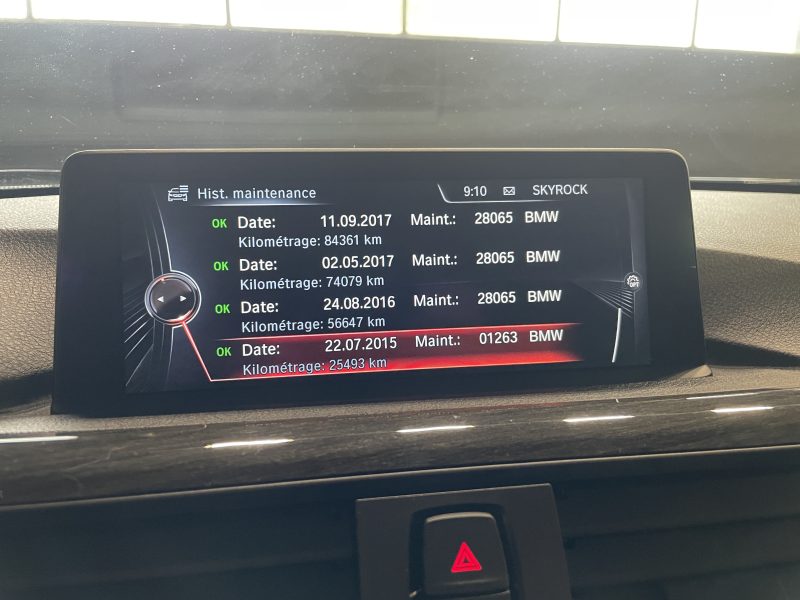 Hist. maintenance 9:10 SKYROCK
OK Date: 11.09.2017 Maint.: 28065 BMW
Kilométrage: 84361 km
OK Date: 02.05.2017 Maint.: 28065 BMW
Kilométrage: 74079 km
OK Date: 24.08.2016 Maint.: 28065 BMW
Kilométrage: 56647 km
OK Date: 22.07.2015 Maint.: 01263 BMW
Kilométrage: 25493 km
OPT